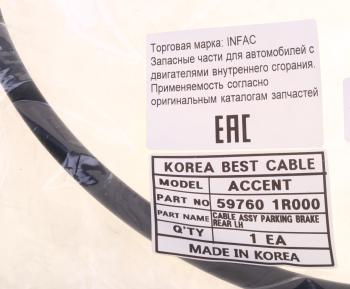 Торговая марка: INFAC
Запасные части для автомобилей с
двигателями внутреннего сгорания.
Применяемость согласно
оригинальным каталогам запчастей
EAC
KOREA BEST CABLE
MODEL ACCENT
PART NO 59760 1R000
PART NAME CABLE ASSY PARKING BRAKE
REAR LH
Q'TY 1 EA
MADE IN KOREA